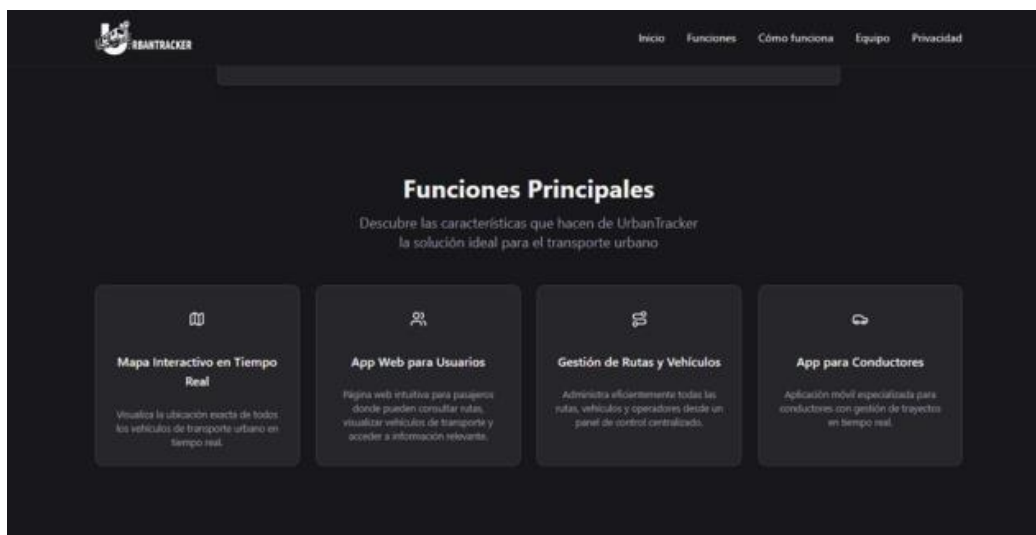 URBANTRACKER
Inicio Funciones Cómo funciona Equipo Privacidad
Funciones Principales
Descubre las características que hacen de UrbanTracker
la solución ideal para el transporte urbano
Mapa Interactivo en Tiempo
Real
Visualiza la ubicación exacta de todos
los vehículos de transporte urbano en
tiempo real.
App Web para Usuarios
Página web intuitiva para pasajeros
donde pueden consultar rutas,
visualizar vehículos de transporte y
acceder a información relevante.
Gestión de Rutas y Vehículos
Administra eficientemente todas las
rutas, vehículos y operadores desde un
panel de control centralizado.
App para Conductores
Aplicación móvil especializada para
conductores con gestión de trayectos
en tiempo real.